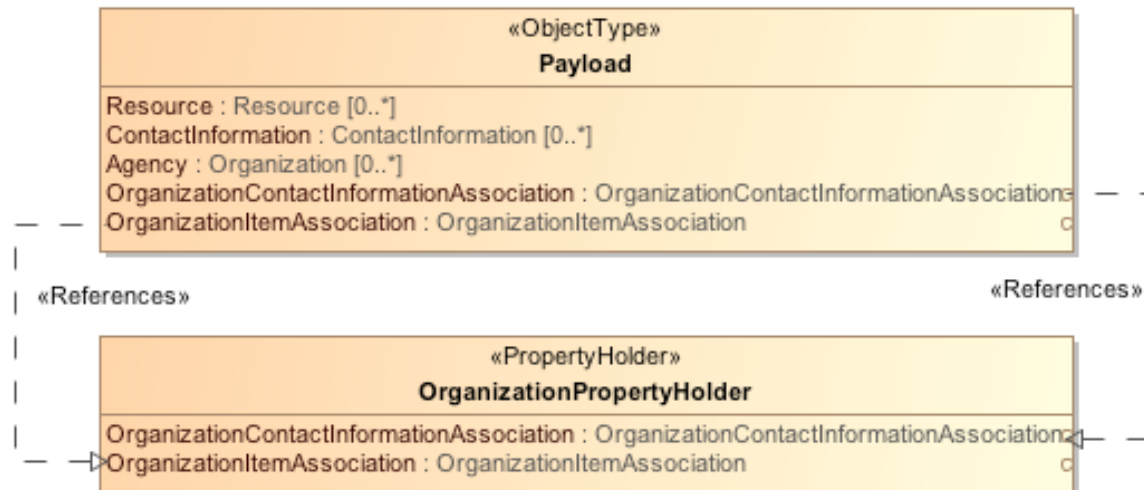 «ObjectType»
Payload
Resource : Resource [0..*]
ContactInformation : ContactInformation [0..*]
Agency : Organization [0..*]
OrganizationContactInformationAssociation : OrganizationContactInformationAssociation
OrganizationItemAssociation : OrganizationItemAssociation
«References»
«References»
«PropertyHolder»
OrganizationPropertyHolder
OrganizationContactInformationAssociation : OrganizationContactInformationAssociation
OrganizationItemAssociation : OrganizationItemAssociation